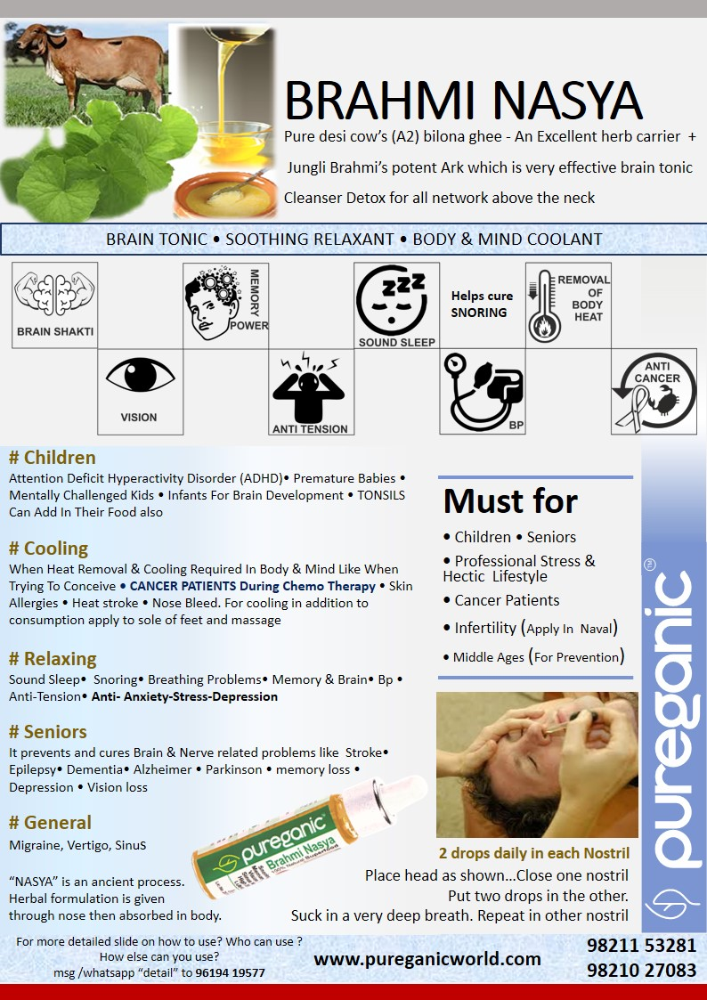 BRAHMI NASYA
Pure desi cow's (A2) bilona ghee - An Excellent herb carrier +
Jungli Brahmi's potent Ark which is very effective brain tonic
Cleanser Detox for all network above the neck
BRAIN TONIC • SOOTHING RELAXANT • BODY & MIND COOLANT
BRAIN SHAKTI
MEMORY
POWER
SOUND SLEEP
Helps cure
SNORING
REMOVAL
OF
BODY
HEAT
VISION
ANTI TENSION
BP
ANTI
CANCER
# Children
Attention Deficit Hyperactivity Disorder (ADHD)• Premature Babies •
Mentally Challenged Kids • Infants For Brain Development • TONSILS
Can Add In Their Food also
# Cooling
When Heat Removal & Cooling Required In Body & Mind Like When
Trying To Conceive • CANCER PATIENTS During Chemo Therapy • Skin
Allergies • Heat stroke • Nose Bleed. For cooling in addition to
consumption apply to sole of feet and massage
# Relaxing
Sound Sleep• Snoring• Breathing Problems• Memory & Brain• Bp •
Anti-Tension• Anti- Anxiety-Stress-Depression
# Seniors
It prevents and cures Brain & Nerve related problems like Stroke•
Epilepsy• Dementia• Alzheimer • Parkinson • memory loss •
Depression • Vision loss
# General
Migraine, Vertigo, Sinus
"NASYA" is an ancient process.
Herbal formulation is given
through nose then absorbed in body.
pureganic
Brahmi Nasya
Must for
• Children • Seniors
• Professional Stress &
Hectic Lifestyle
• Cancer Patients
• Infertility (Apply In Naval)
• Middle Ages (For Prevention)
pureganic TM
2 drops daily in each Nostril
Place head as shown...Close one nostril
Put two drops in the other.
Suck in a very deep breath. Repeat in other nostril
For more detailed slide on how to use? Who can use ?
How else can you use?
msg /whatsapp "detail" to 96194 19577
www.pureganicworld.com
98211 53281
98210 27083